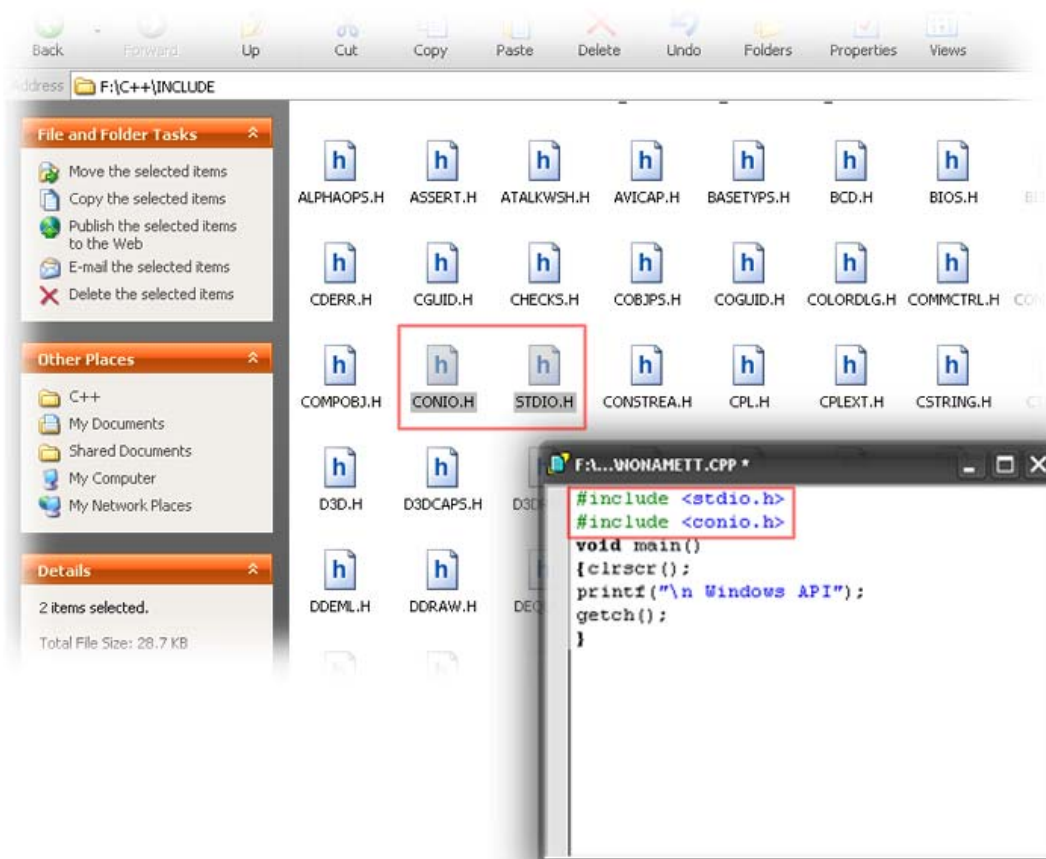 Back Forward Up Cut Copy Paste Delete Undo Folders Properties Views
Address F:\C++\INCLUDE
File and Folder Tasks
Move the selected items
Copy the selected items
Publish the selected items
to the Web
E-mail the selected items
Delete the selected items
Other Places
C++
My Documents
Shared Documents
My Computer
My Network Places
Details
2 items selected.
Total File Size: 28.7 KB
ALPHAOPS.H ASSERT.H ATALKWSH.H AVICAP.H BASETYPS.H BCD.H BIOS.H
CDERR.H CGUID.H CHECKS.H COBJPS.H COGUID.H COLORDLG.H COMMCTRL.H
COMPOBJ.H CONIO.H STDIO.H CONSTREA.H CPL.H CPLEXT.H CSTRING.H
D3D.H D3DCAPS.H
DDEML.H DDRAW.H
F:\...\NONAMETT.CPP *
#include <stdio.h>
#include <conio.h>
void main()
{clrscr();
printf("\n Windows API");
getch();
}